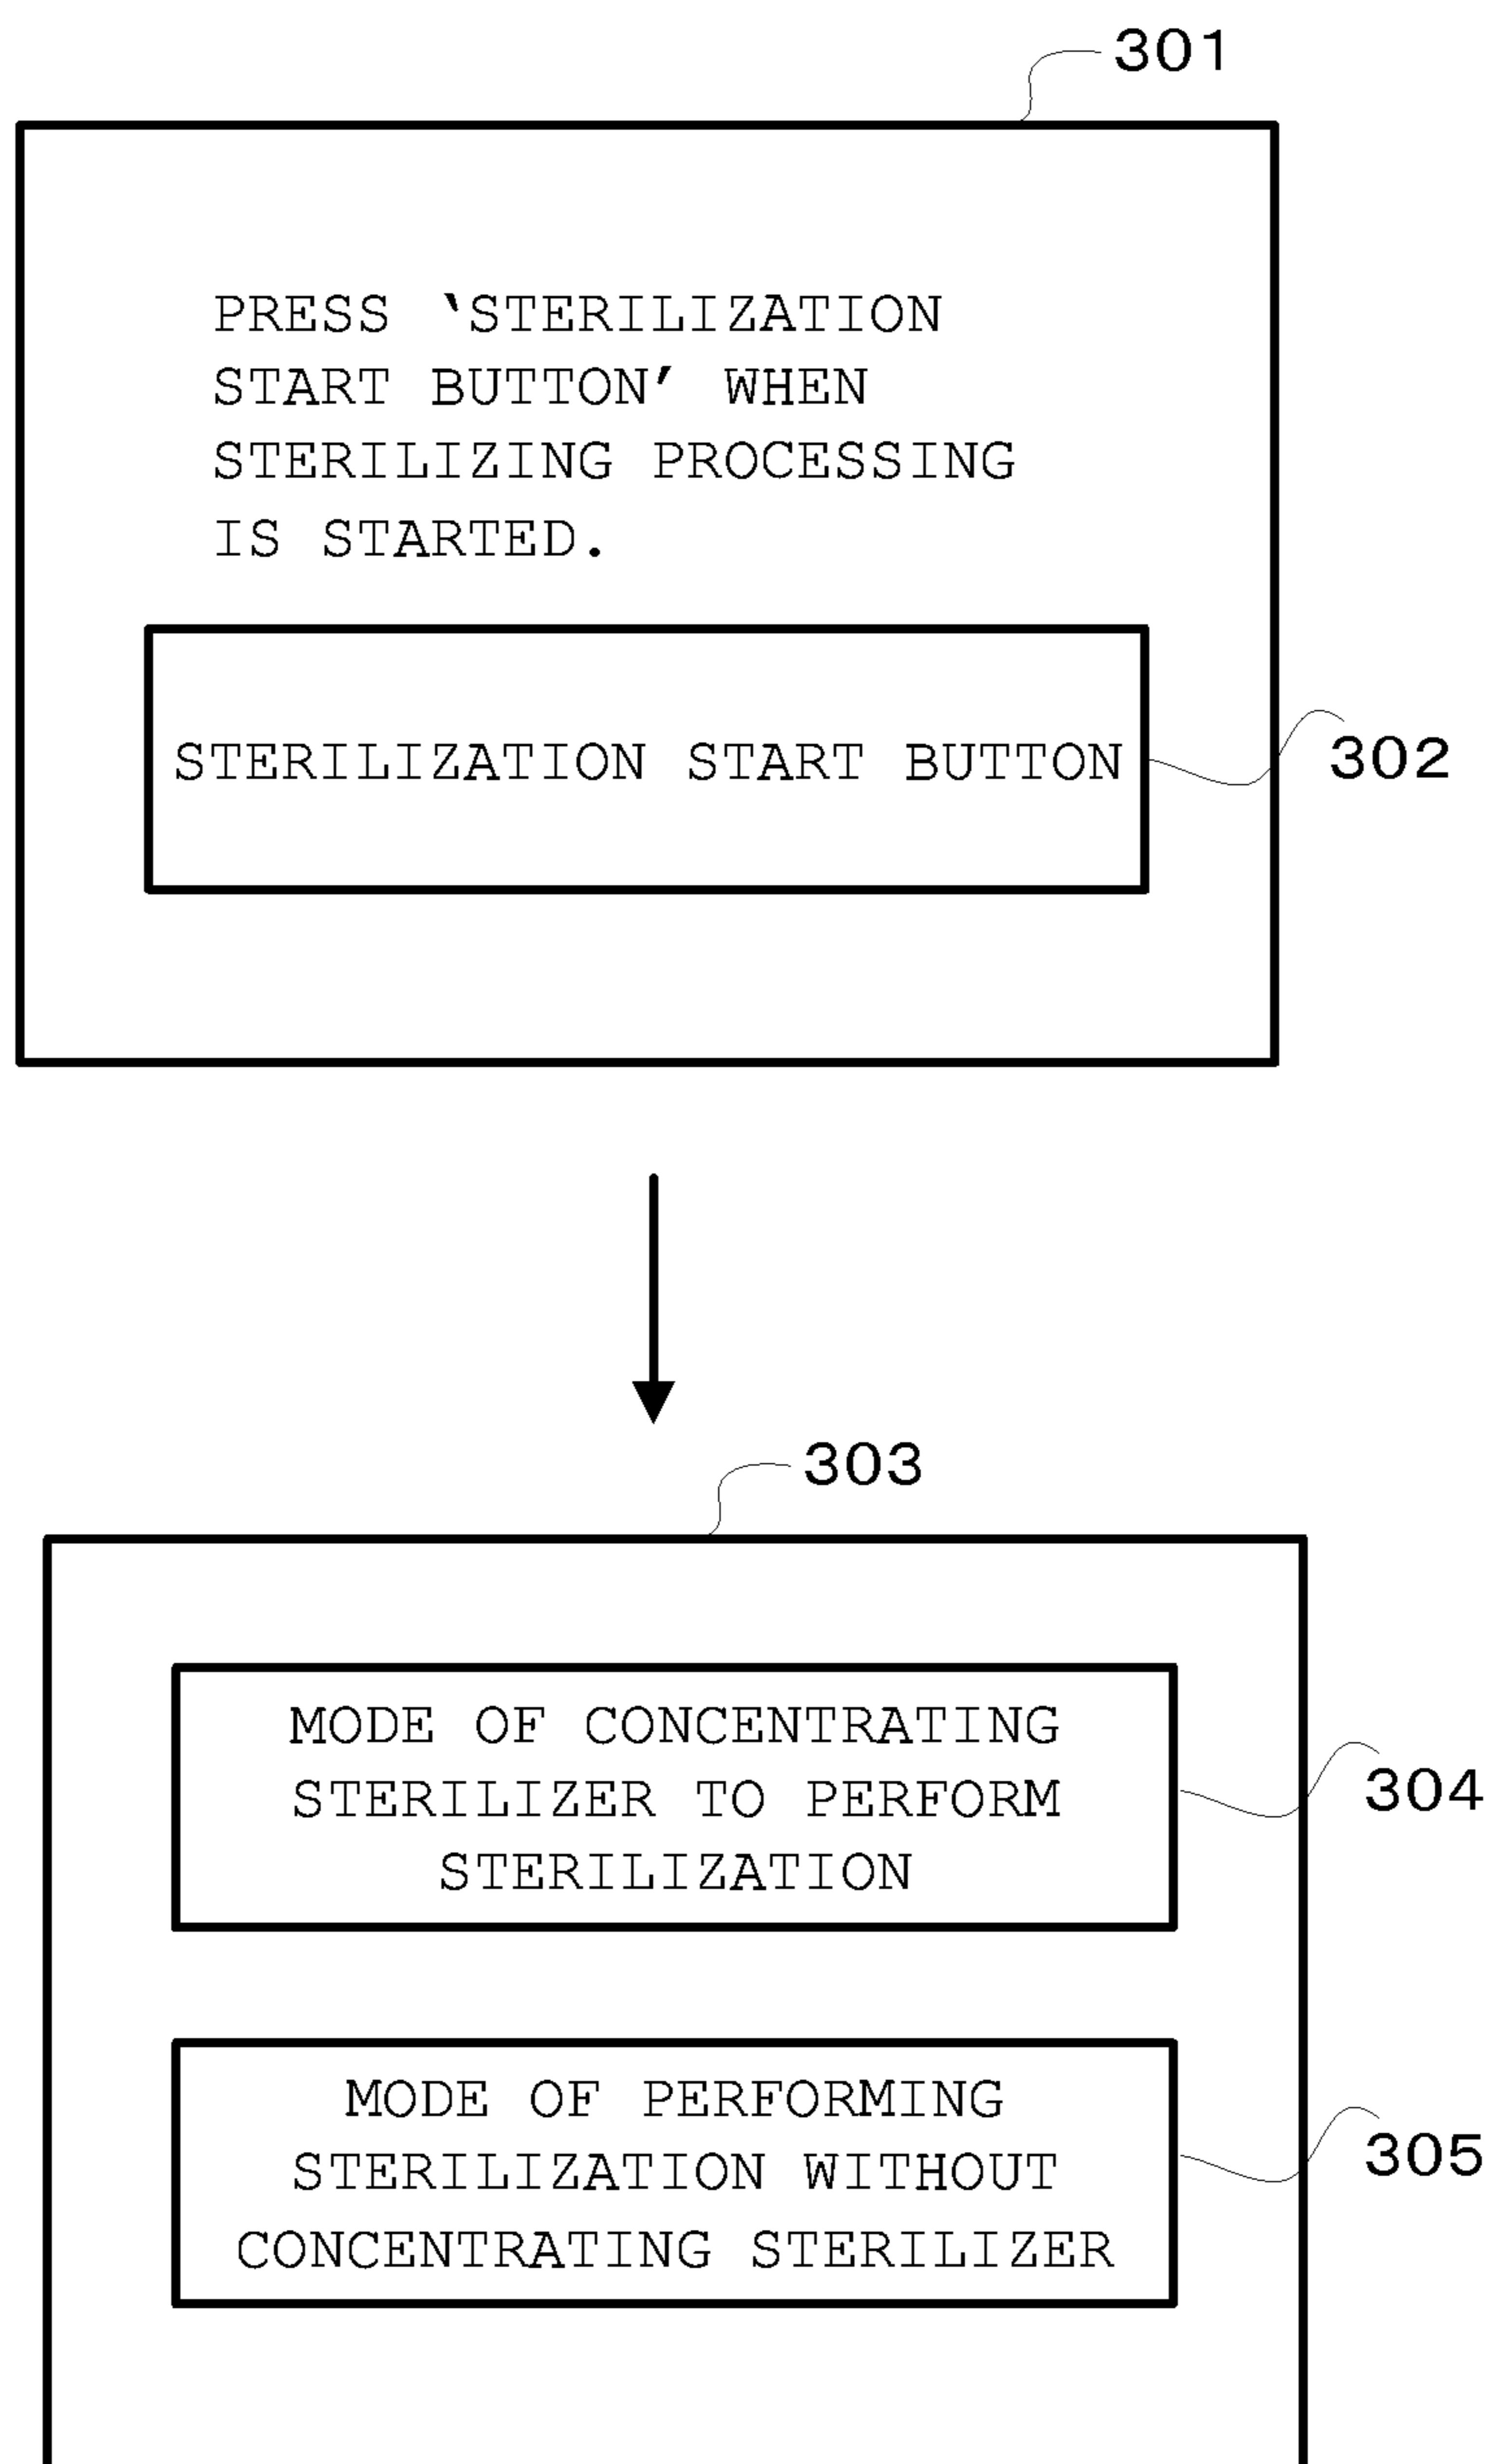 301
PRESS ‘STERILIZATION
START BUTTON’ WHEN
STERILIZING PROCESSING
IS STARTED.
STERILIZATION START BUTTON
302
303
MODE OF CONCENTRATING
STERILIZER TO PERFORM
STERILIZATION
304
MODE OF PERFORMING
STERILIZATION WITHOUT
CONCENTRATING STERILIZER
305